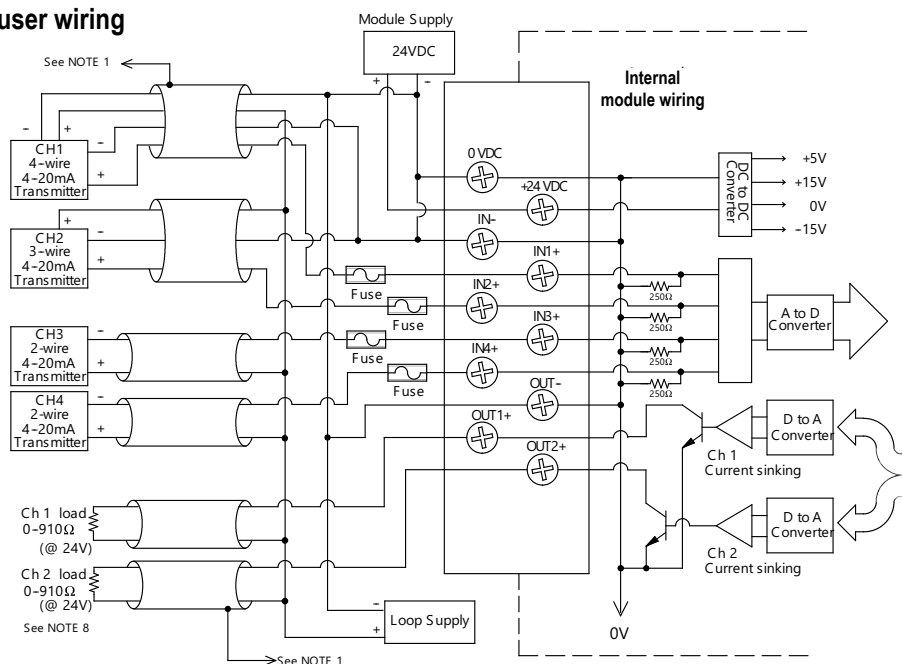 user wiring
Module Supply
24VDC
+
-
See NOTE 1
Internal
module wiring
-
+
CH1
4-wire
4-20mA
Transmitter
-
+
0 VDC
+24 VDC
DC to DC
Converter
+5V
+15V
0V
-15V
+
CH2
3-wire
4-20mA
Transmitter
-
+
IN-
IN1+
Fuse
250Ω
IN2+
Fuse
250Ω
A to D
Converter
CH3
2-wire
4-20mA
Transmitter
-
+
IN3+
Fuse
250Ω
IN4+
Fuse
250Ω
CH4
2-wire
4-20mA
Transmitter
-
+
OUT-
OUT1+
OUT2+
D to A
Converter
Ch 1
Current sinking
D to A
Converter
Ch 2
Current sinking
Ch 1 load
0-910Ω
(@ 24V)
Ch 2 load
0-910Ω
(@ 24V)
See NOTE 8
-
+
Loop Supply
0V
See NOTE 1